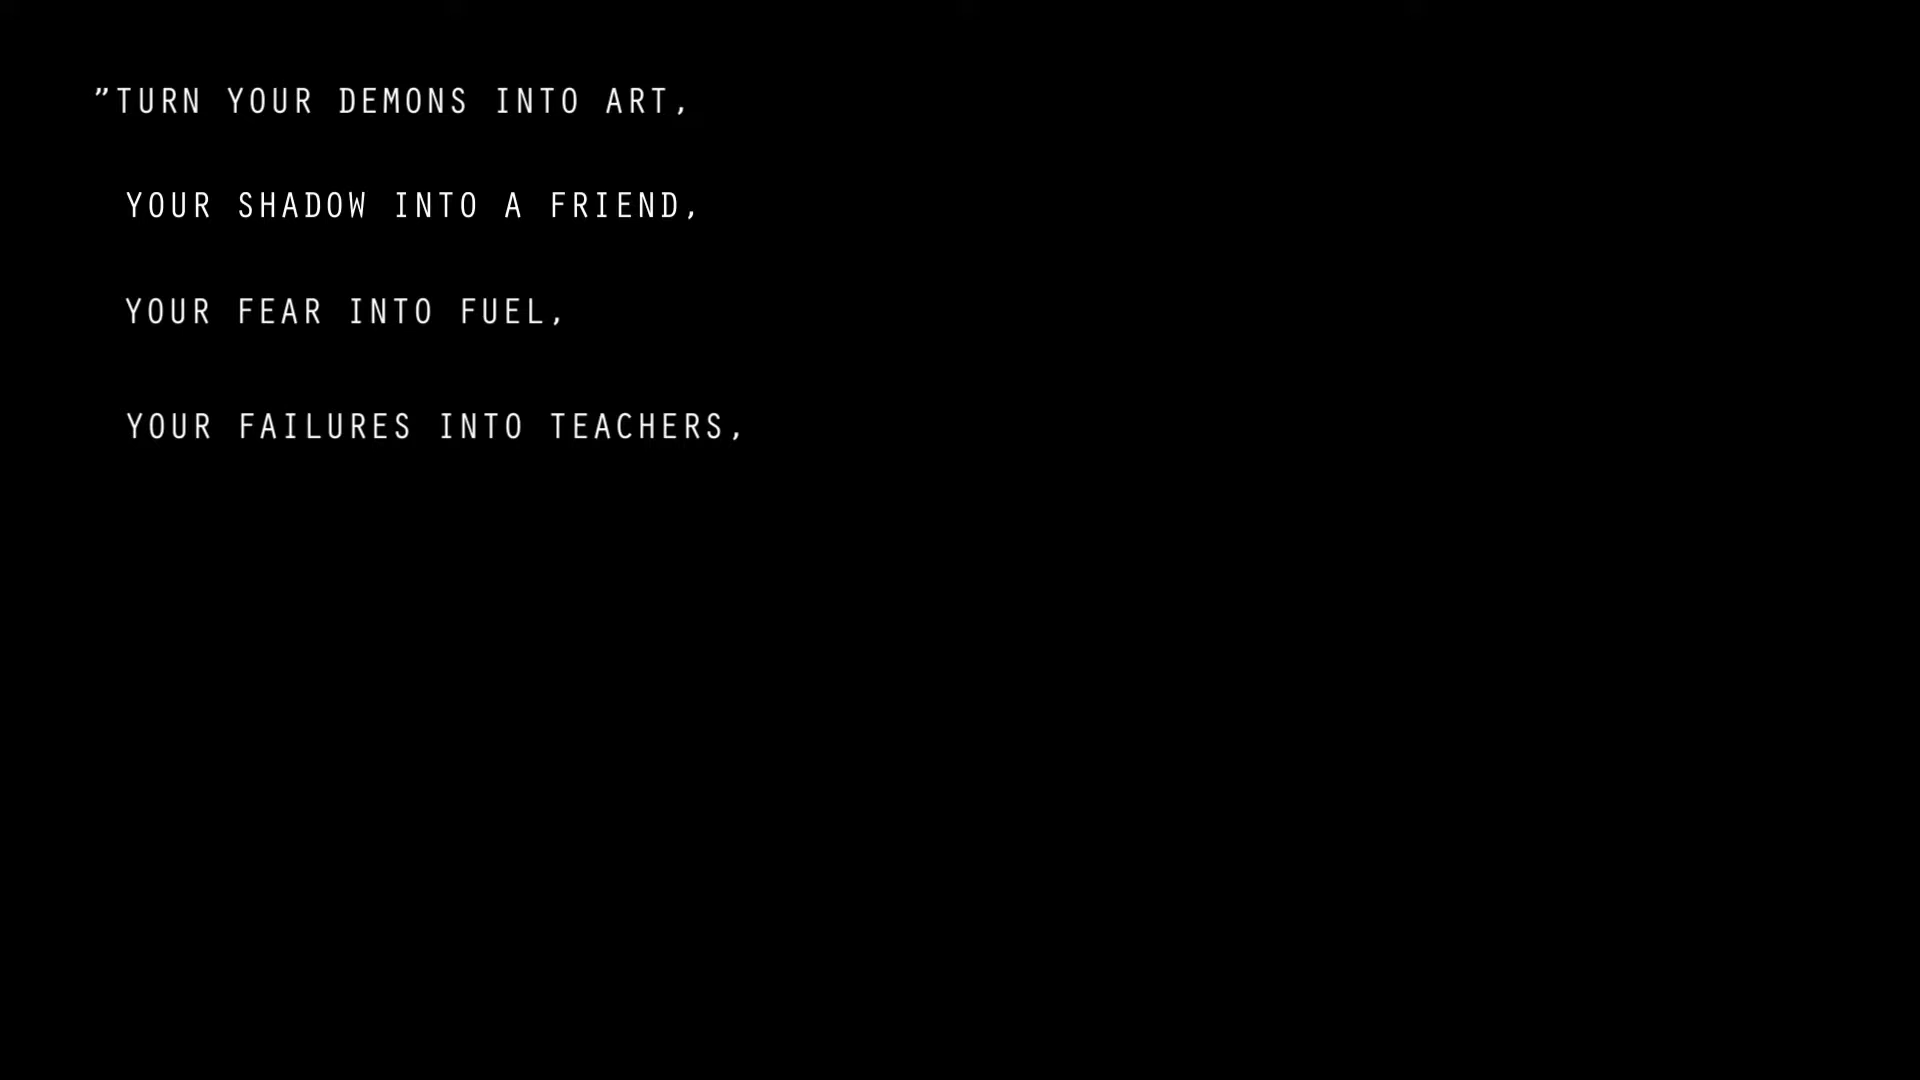 ”TURN YOUR DEMONS INTO ART,
YOUR SHADOW INTO A FRIEND,
YOUR FEAR INTO FUEL,
YOUR FAILURES INTO TEACHERS,